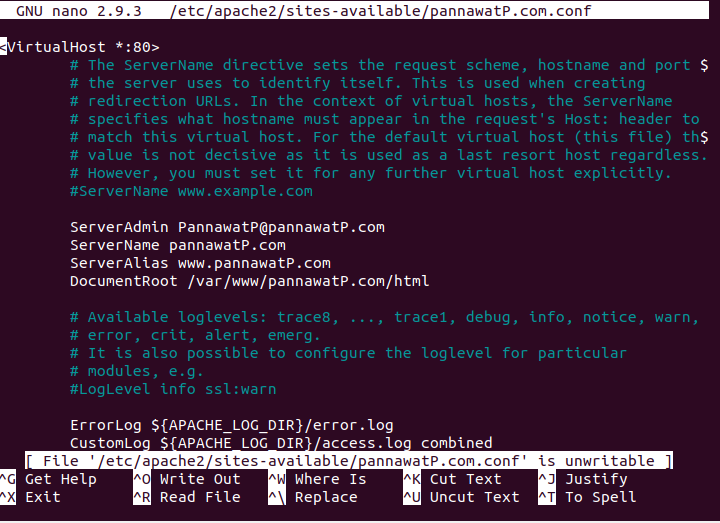 GNU nano 2.9.3   /etc/apache2/sites-available/pannawatP.com.conf
<VirtualHost *:80>
        # The ServerName directive sets the request scheme, hostname and port $
        # the server uses to identify itself. This is used when creating
        # redirection URLs. In the context of virtual hosts, the ServerName
        # specifies what hostname must appear in the request's Host: header to
        # match this virtual host. For the default virtual host (this file) th$
        # value is not decisive as it is used as a last resort host regardless.
        # However, you must set it for any further virtual host explicitly.
        #ServerName www.example.com
        ServerAdmin PannawatP@pannawatP.com
        ServerName pannawatP.com
        ServerAlias www.pannawatP.com
        DocumentRoot /var/www/pannawatP.com/html
        # Available loglevels: trace8, ..., trace1, debug, info, notice, warn,
        # error, crit, alert, emerg.
        # It is also possible to configure the loglevel for particular
        # modules, e.g.
        #LogLevel info ssl:warn
        ErrorLog ${APACHE_LOG_DIR}/error.log
        CustomLog ${APACHE_LOG_DIR}/access.log combined
[ File '/etc/apache2/sites-available/pannawatP.com.conf' is unwritable ]
^G Get Help    ^O Write Out   ^W Where Is    ^K Cut Text    ^J Justify
^X Exit        ^R Read File   ^\ Replace     ^U Uncut Text  ^T To Spell